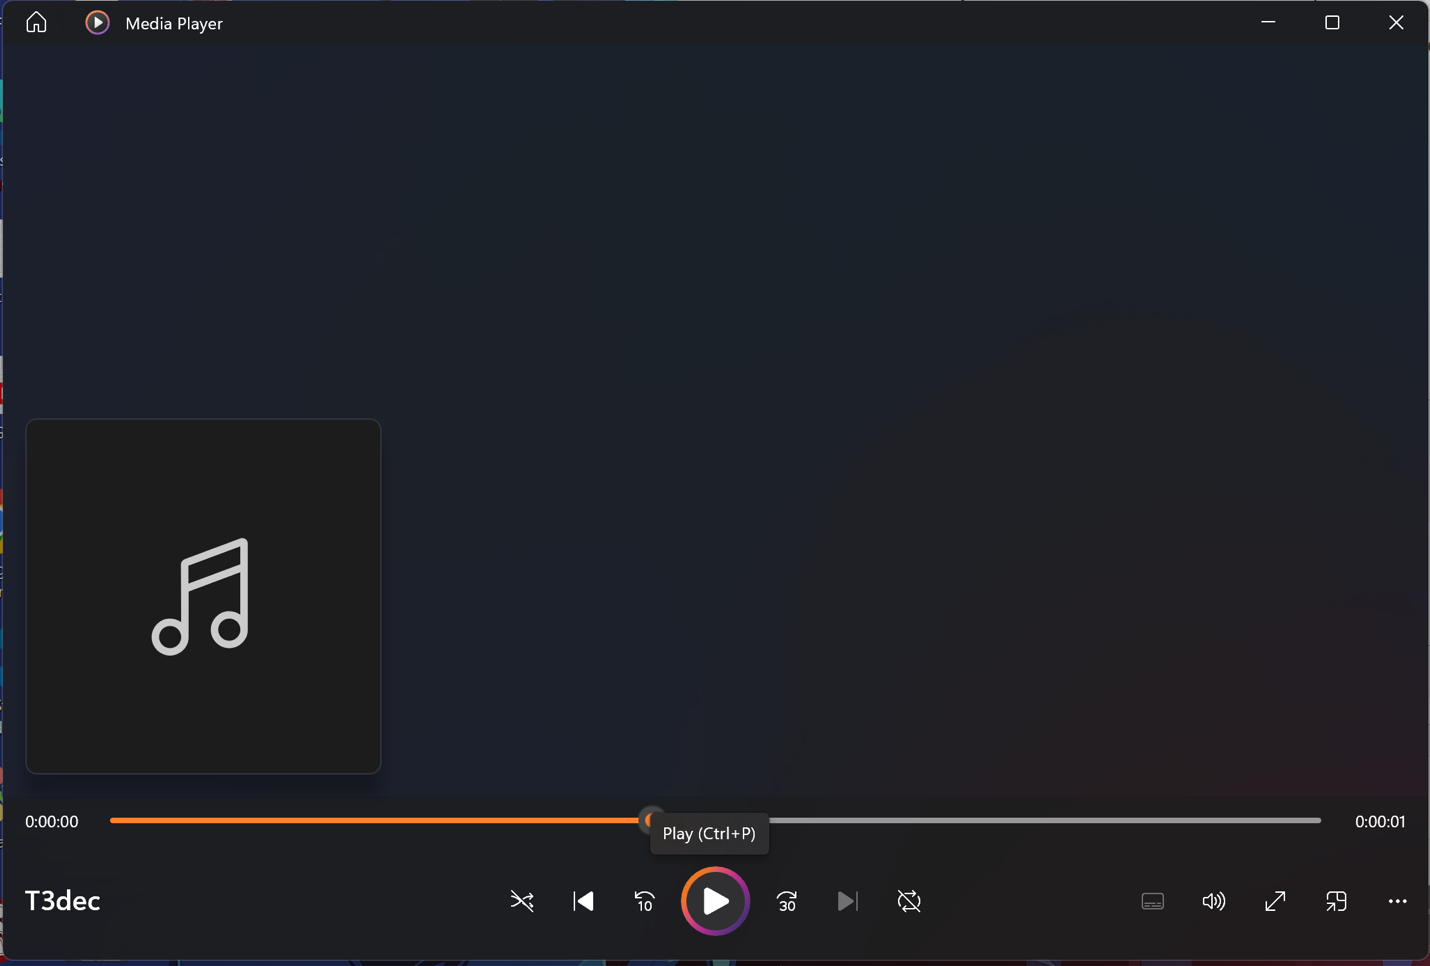 Media Player
0:00:00
0:00:01
Play (Ctrl+P)
T3dec
10
30